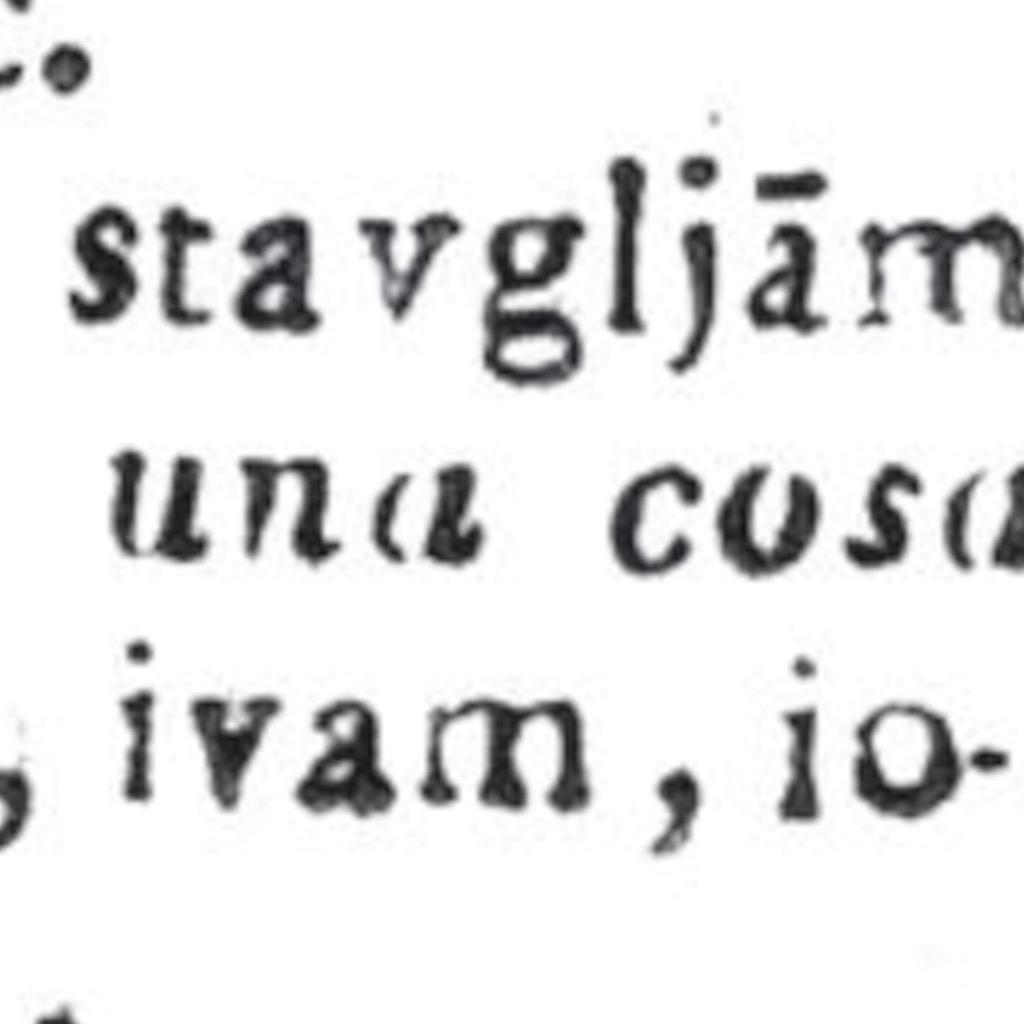 stavgljām
una cosa
, ivam, io-